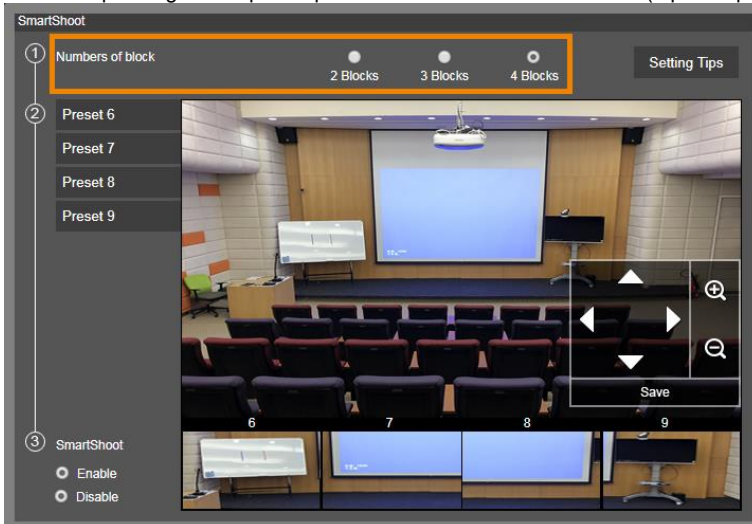 SmartShoot
1
Numbers of block
2 Blocks
3 Blocks
4 Blocks
Setting Tips
2
Preset 6
Preset 7
Preset 8
Preset 9
Save
6
7
8
9
3
SmartShoot
Enable
Disable